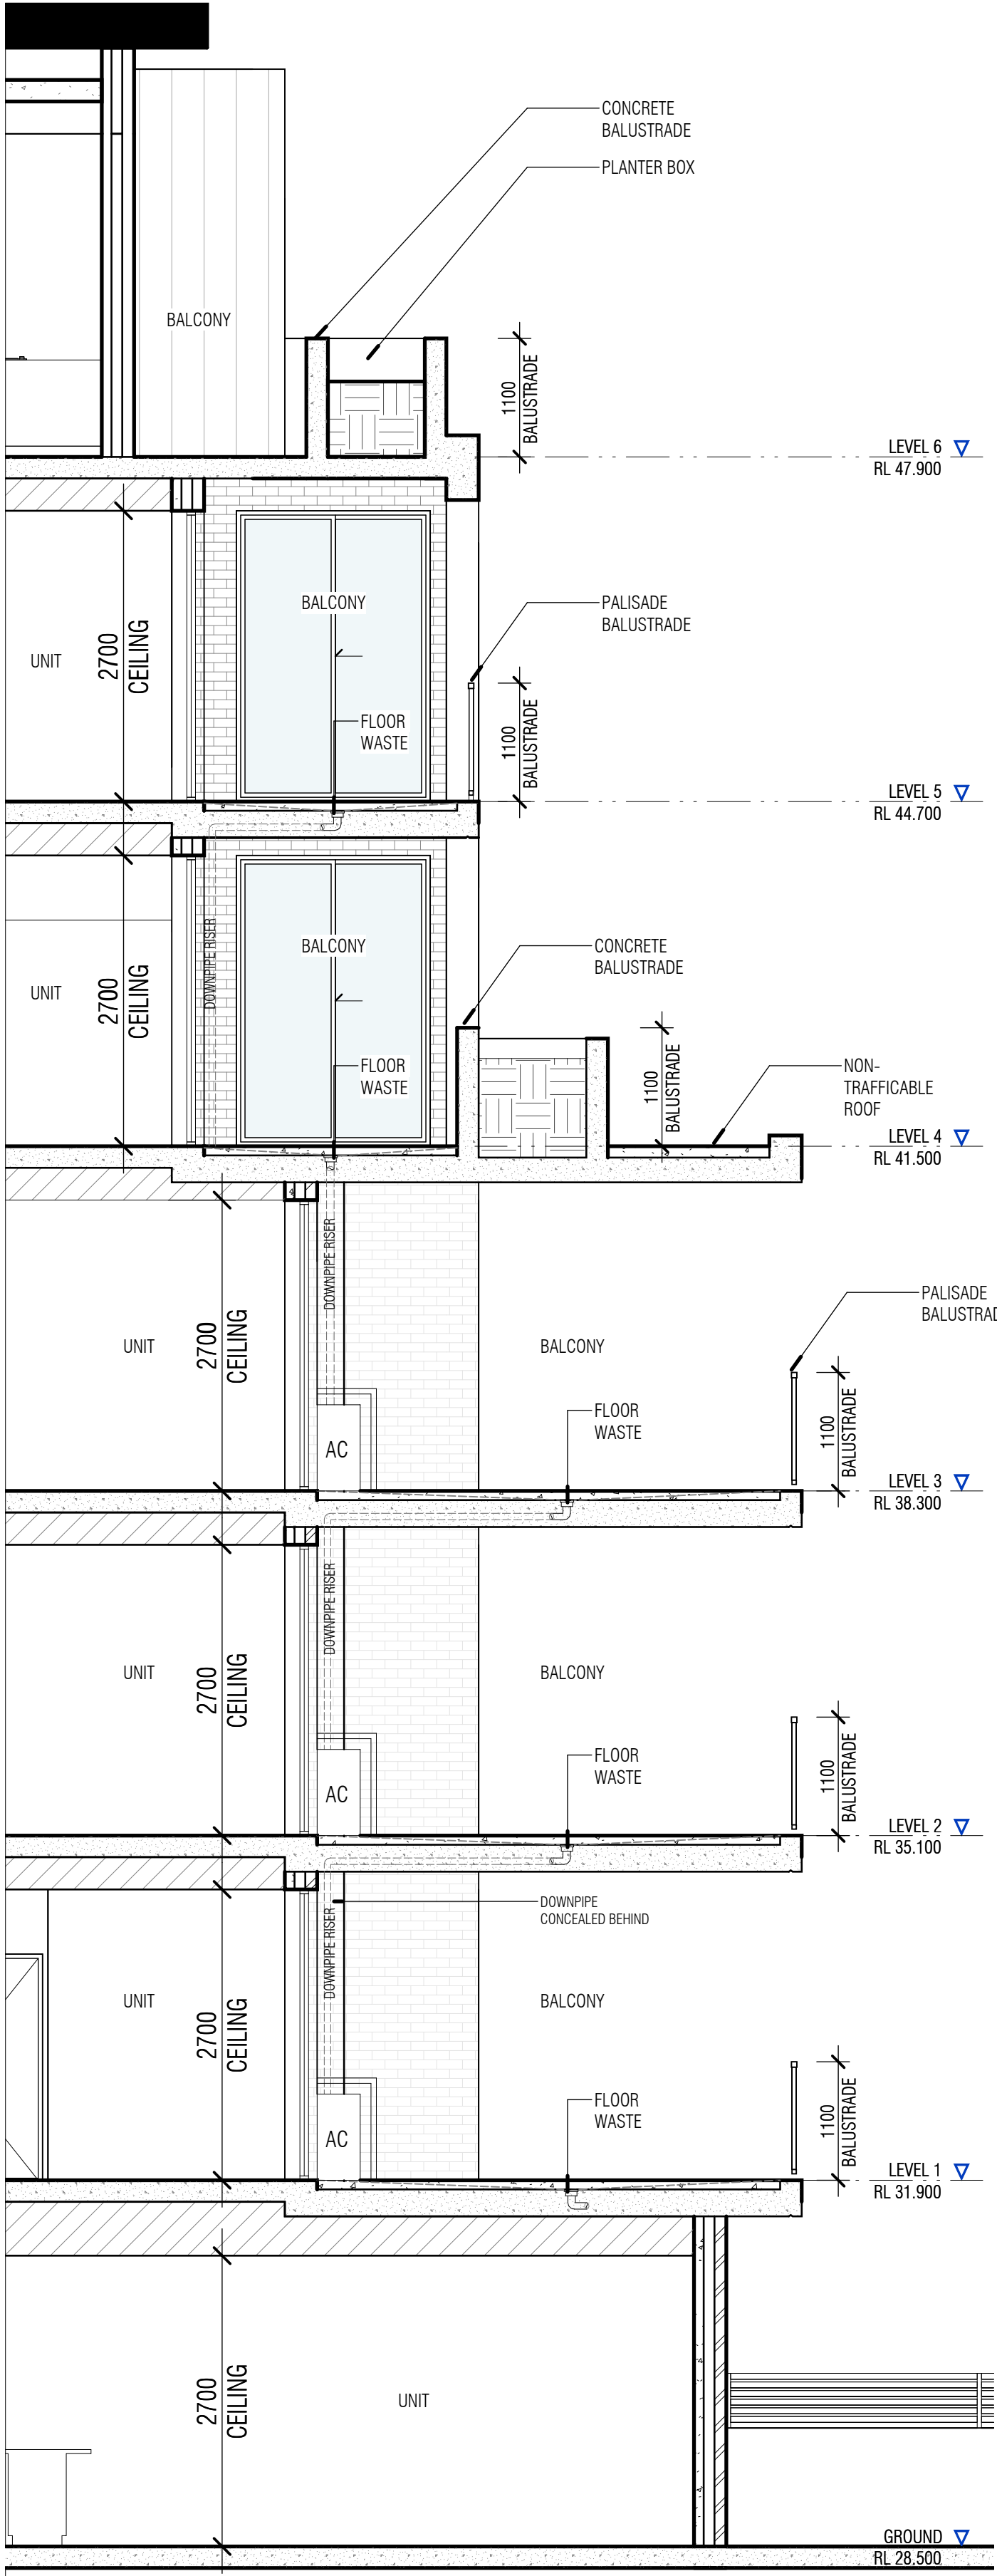 CONCRETE
BALUSTRADE
PLANTER BOX
BALCONY
1100
BALUSTRADE
LEVEL 6
RL 47.900
BALCONY
PALISADE
BALUSTRADE
UNIT
2700
CEILING
1100
BALUSTRADE
FLOOR
WASTE
LEVEL 5
RL 44.700
DOWNPIPE RISER
BALCONY
CONCRETE
BALUSTRADE
UNIT
2700
CEILING
FLOOR
WASTE
1100
BALUSTRADE
NON-
TRAFFICABLE
ROOF
LEVEL 4
RL 41.500
DOWNPIPE RISER
PALISADE
BALUSTRAD
UNIT
2700
CEILING
BALCONY
FLOOR
WASTE
1100
BALUSTRADE
AC
LEVEL 3
RL 38.300
DOWNPIPE RISER
UNIT
2700
CEILING
BALCONY
FLOOR
WASTE
1100
BALUSTRADE
AC
LEVEL 2
RL 35.100
DOWNPIPE
CONCEALED BEHIND
DOWNPIPE RISER
UNIT
2700
CEILING
BALCONY
FLOOR
WASTE
1100
BALUSTRADE
AC
LEVEL 1
RL 31.900
2700
CEILING
UNIT
GROUND
RL 28.500